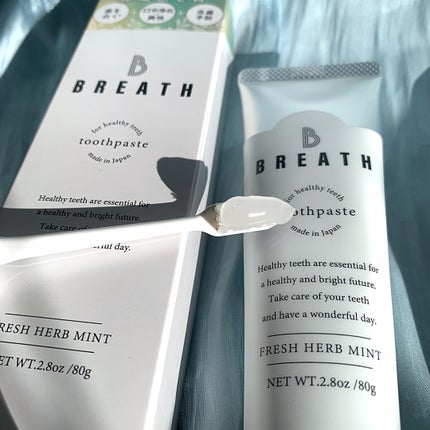 BREATH
for healthy teeth
toothpaste
made in Japan
Healthy teeth are essential for
a healthy and bright future.
Take care of
ful day.
FRESH HERB MINT
NET WT.2.8oz /80g
B
BREATH
for healthy teeth
othpaste
made in Japan
Healthy teeth are essential for
a healthy and bright future.
Take care of your teeth
and have a wonderful day.
FRESH HERB MINT
NET WT.2.8oz /80g